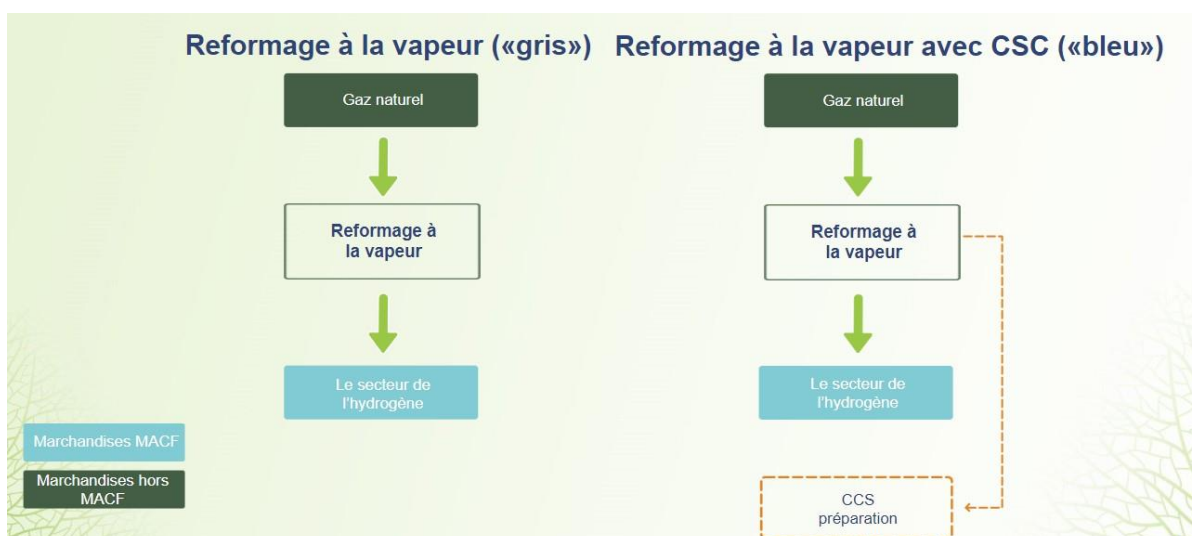 Reformage à la vapeur («gris»)
Reformage à la vapeur avec CSC («bleu»)
Gaz naturel
Gaz naturel
Reformage à
la vapeur
Reformage à
la vapeur
Le secteur de
l'hydrogène
Le secteur de
l'hydrogène
Marchandises MACF
Marchandises hors
MACF
CCS
préparation